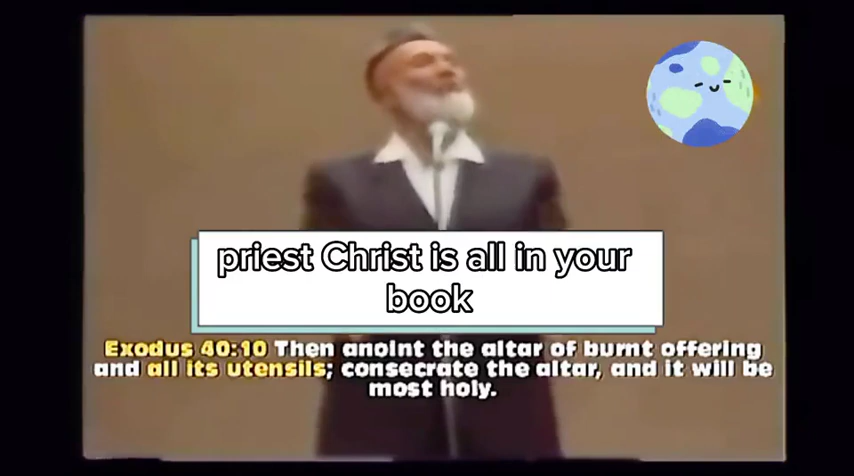 priest Christ is all in your
book
Exodus 40:10 Then anoint the altar of burnt offering
and all its utensils; consecrate the altar, and it will be
most holy.